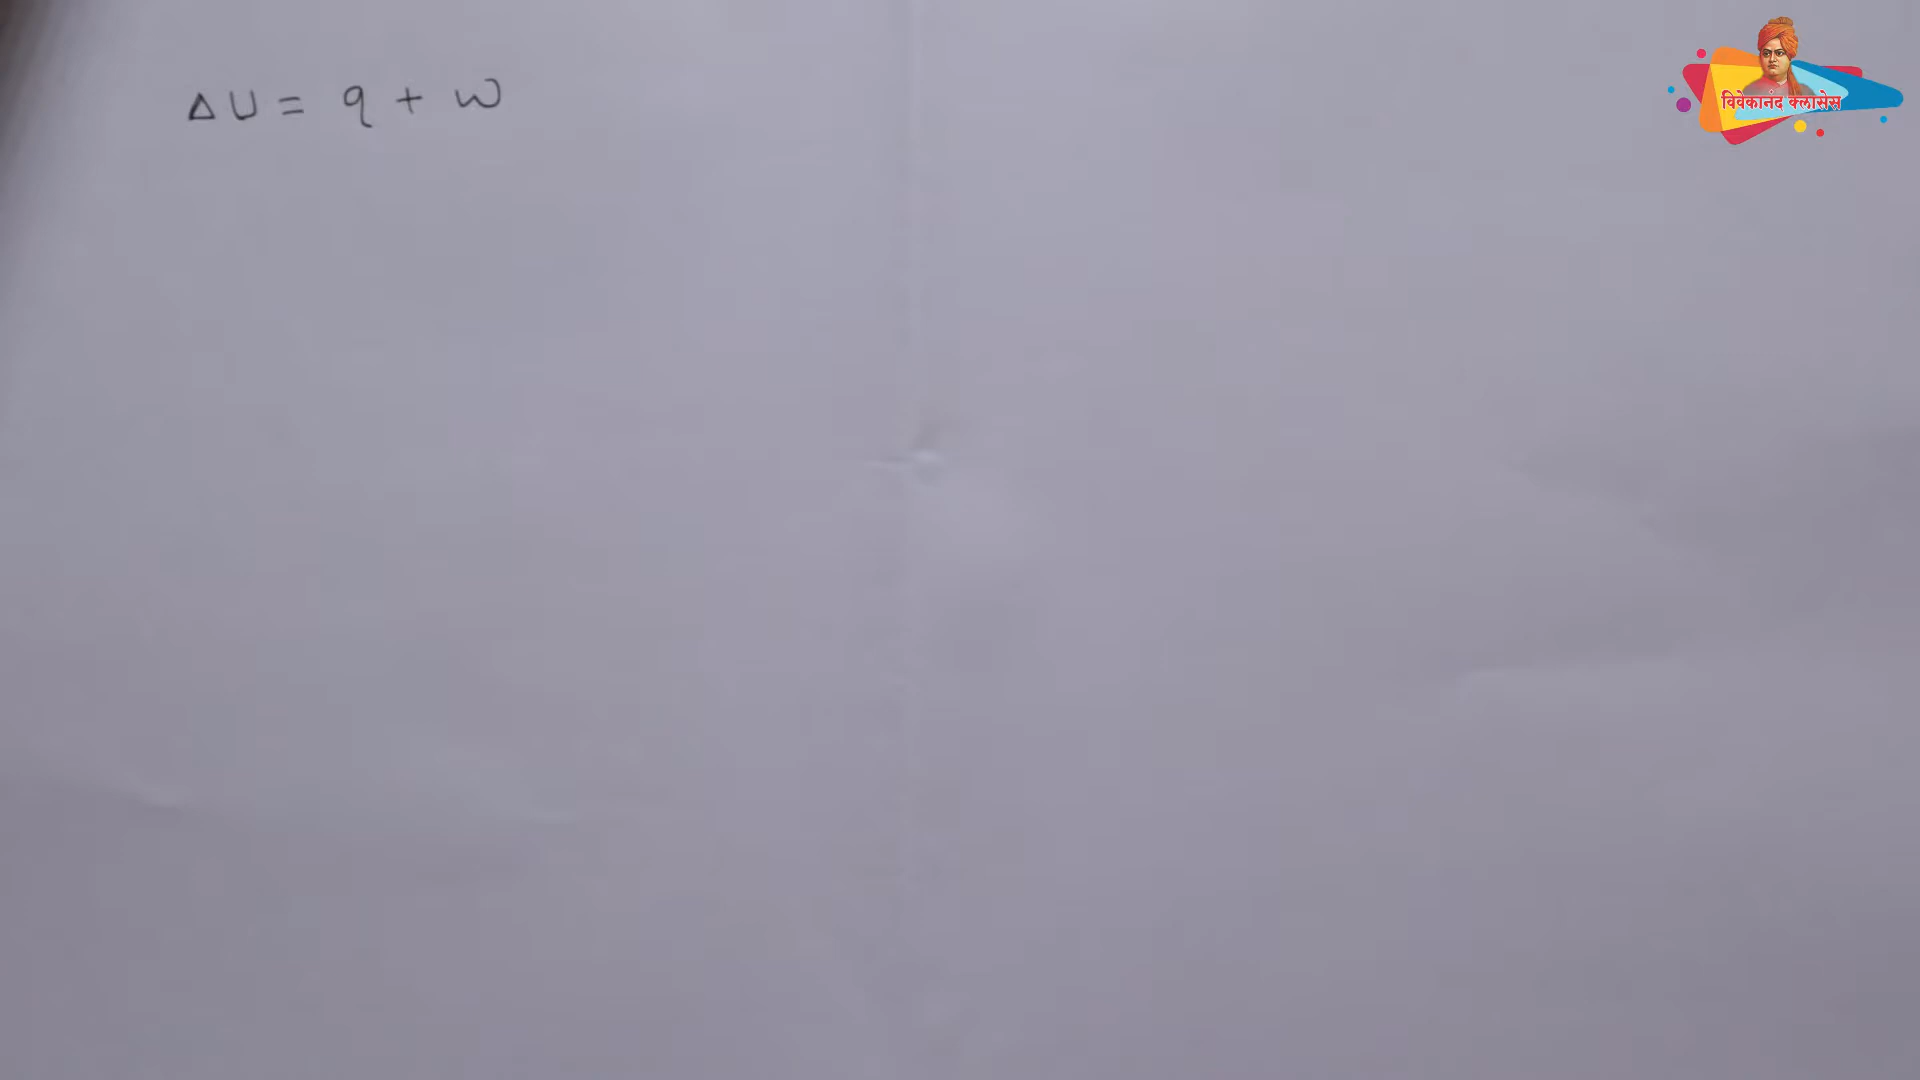 ΔU = q + w
विवेकानंद क्लासेस